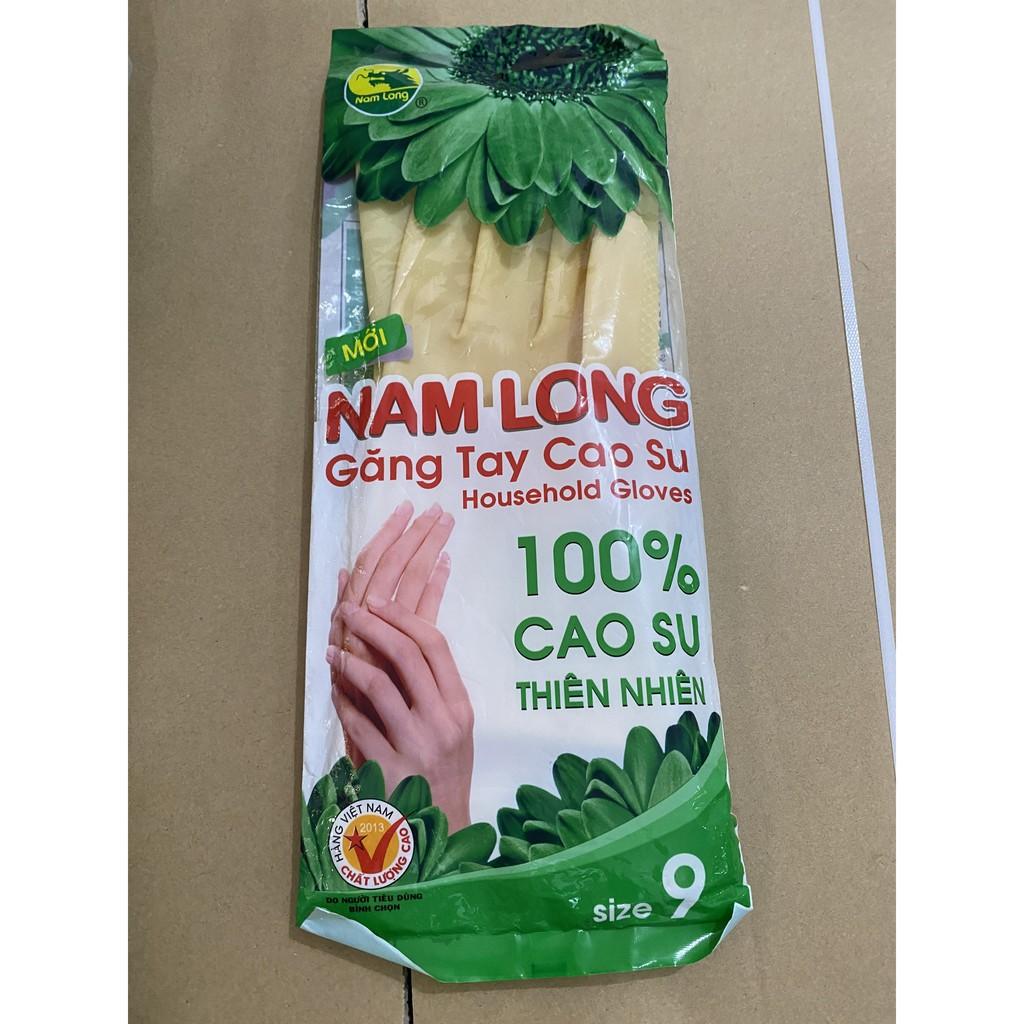 Nam Long ®
MỚI
NAM LONG
Găng Tay Cao Su
Household Gloves
100%
CAO SU
THIÊN NHIÊN
HÀNG VIỆT NAM
2013
CHẤT LƯỢNG CAO
DO NGƯỜI TIÊU DÙNG
BÌNH CHỌN
size 9